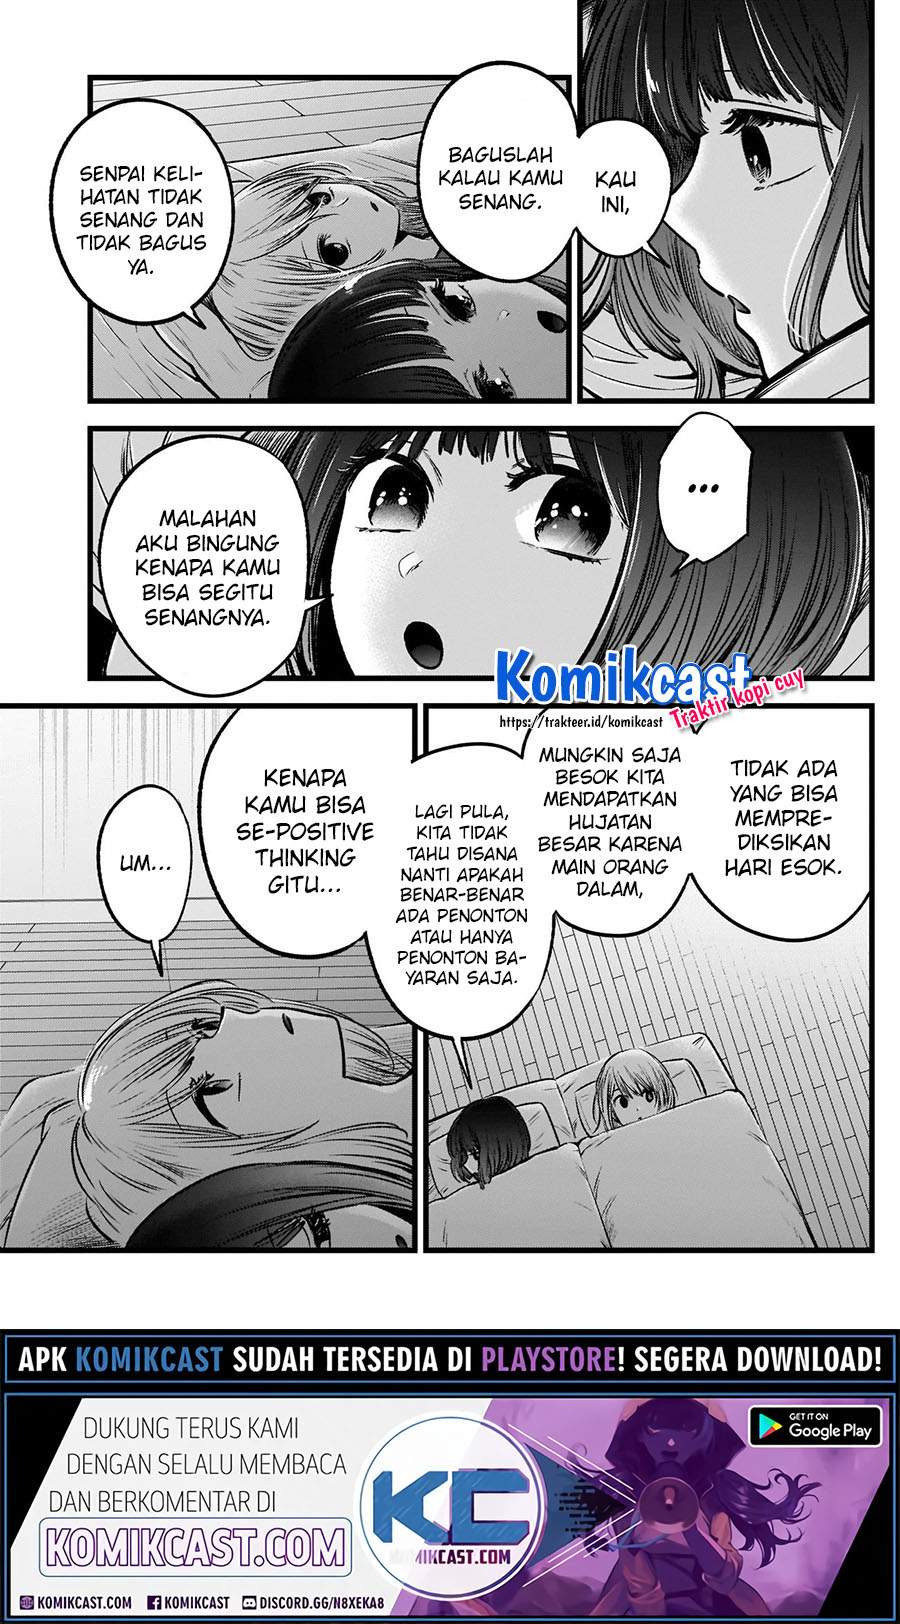 KAU
INI,
BAGUSLAH
KALAU KAMU
SENANG.
SENPAI KELI-
HATAN TIDAK
SENANG DAN
TIDAK BAGUS
YA.
...
MALAHAN
AKU BINGUNG
KENAPA KAMU
BISA SEGITU
SENANGNYA.
Komikcast
https://trakteer.id/komikcast
Traktir kopi cuy
TIDAK ADA
YANG BISA
MEMPRE-
DIKSIKAN
HARI ESOK.
MUNGKIN SAJA
BESOK KITA
MENDAPATKAN
HUJATAN
BESAR KARENA
MAIN ORANG
DALAM,
LAGI PULA,
KITA TIDAK
TAHU DISANA
NANTI APAKAH
BENAR-BENAR
ADA PENONTON
ATAU HANYA
PENONTON BA-
YARAN SAJA.
KENAPA
KAMU BISA
SE-POSITIVE
THINKING
GITU...
UM...
APK KOMIKCAST SUDAH TERSEDIA DI PLAYSTORE! SEGERA DOWNLOAD!
DUKUNG TERUS KAMI
DENGAN SELALU MEMBACA
DAN BERKOMENTAR DI
KOMIKCAST.COM
KOMIKCAST.COM KOMIKCAST DISCORD.GG/N8XEKA8
KC
KOMIKCAST.COM
GET IT ON
Google Play